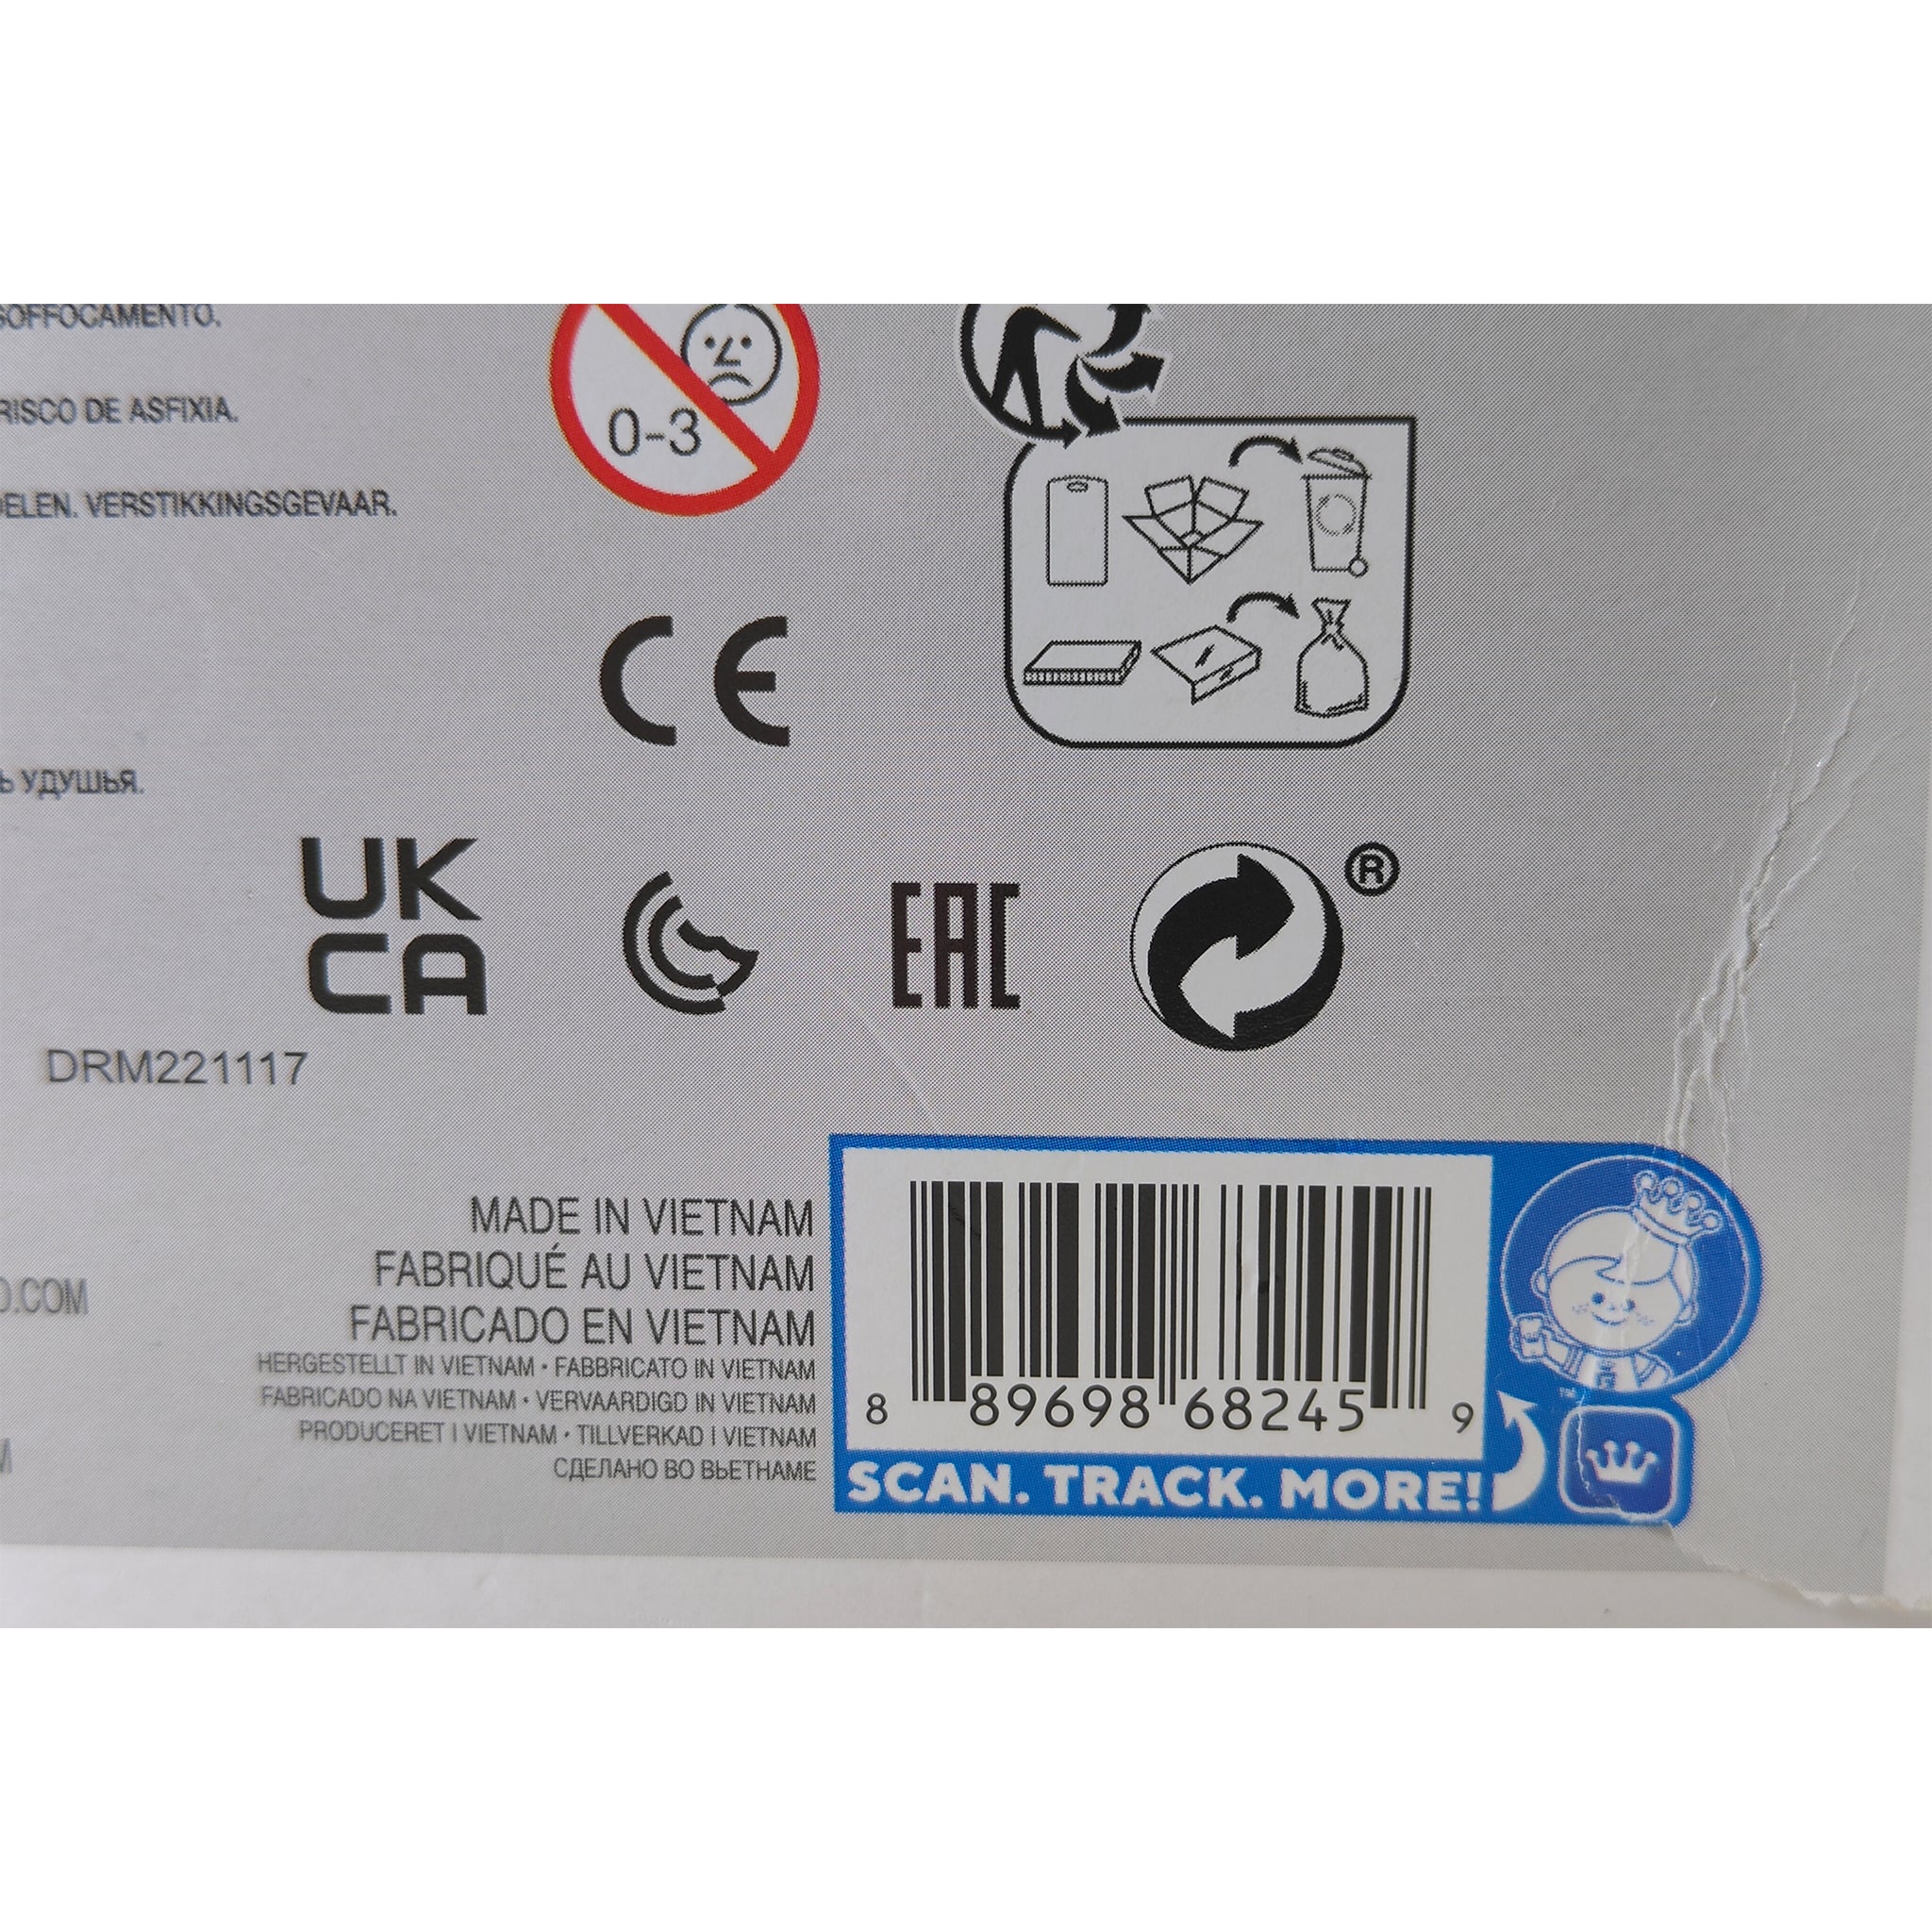 SOFFOCAMENTO.
RISCO DE ASFIXIA.
0-3
VERSTIKKINGSGEVAAR.
CE
УДУШЬЯ.
UK
CA
EAC
®
DRM221117
MADE IN VIETNAM
FABRIQUÉ AU VIETNAM
FABRICADO EN VIETNAM
HERGESTELLT IN VIETNAM · FABBRICATO IN VIETNAM
FABRICADO NA VIETNAM · VERVAARDIGD IN VIETNAM
PRODUCERET I VIETNAM · TILLVERKAD I VIETNAM
СДЕЛАНО ВО ВЬЕТНАМЕ
.COM
8 89698 68245 9
™
SCAN. TRACK. MORE!